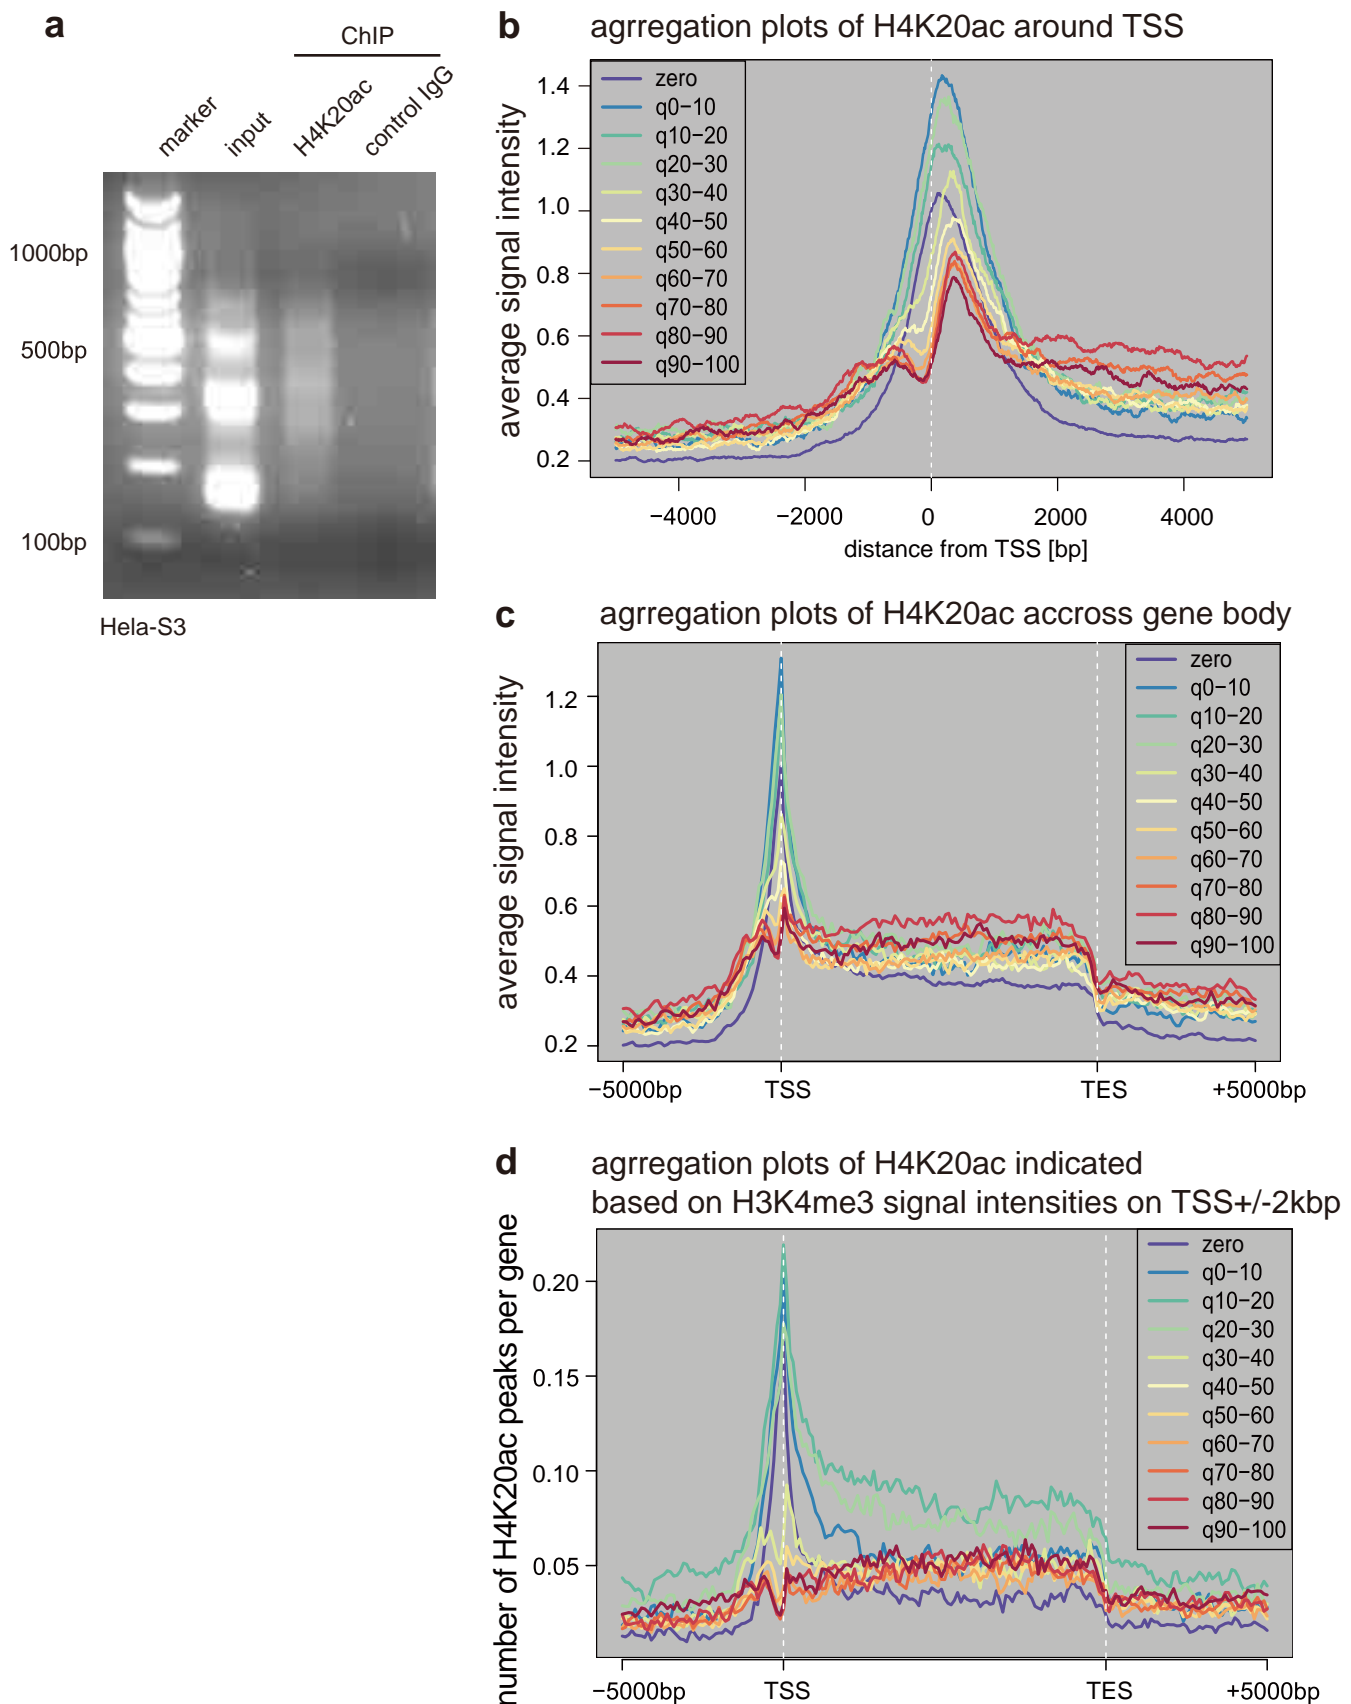 a
ChIP
marker
input
H4K20ac
control IgG
1000bp
500bp
100bp
Hela-S3
b
agrregation plots of H4K20ac around TSS
average signal intensity
1.4
1.2
1.0
0.8
0.6
0.4
0.2
zero
q0−10
q10−20
q20−30
q30−40
q40−50
q50−60
q60−70
q70−80
q80−90
q90−100
−4000
−2000
0
2000
4000
distance from TSS [bp]
c
agrregation plots of H4K20ac accross gene body
average signal intensity
1.2
1.0
0.8
0.6
0.4
0.2
zero
q0−10
q10−20
q20−30
q30−40
q40−50
q50−60
q60−70
q70−80
q80−90
q90−100
−5000bp
TSS
TES
+5000bp
d
agrregation plots of H4K20ac indicated
based on H3K4me3 signal intensities on TSS+/-2kbp
number of H4K20ac peaks per gene
0.20
0.15
0.10
0.05
zero
q0−10
q10−20
q20−30
q30−40
q40−50
q50−60
q60−70
q70−80
q80−90
q90−100
−5000bp
TSS
TES
+5000bp